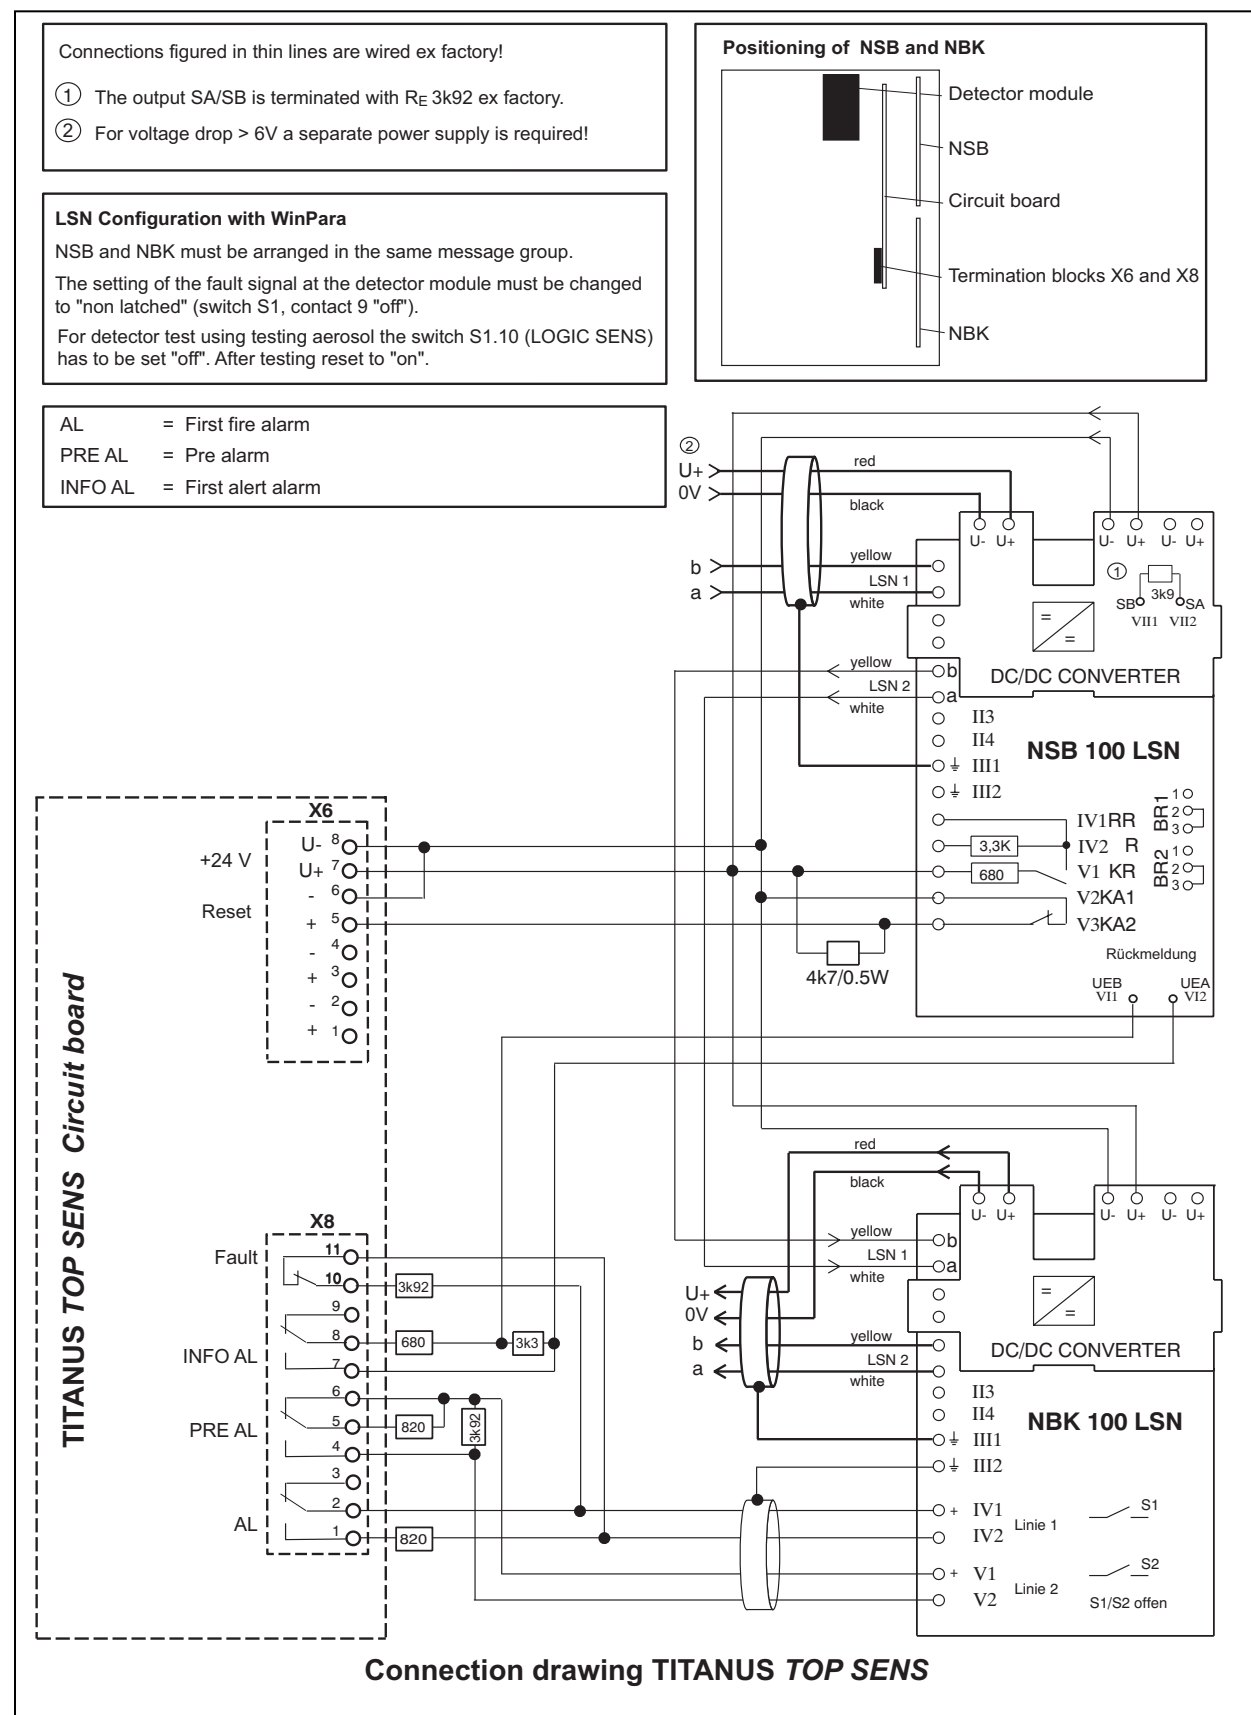 Connections figured in thin lines are wired ex factory!
1 The output SA/SB is terminated with RE 3k92 ex factory.
2 For voltage drop > 6V a separate power supply is required!
LSN Configuration with WinPara
NSB and NBK must be arranged in the same message group.
The setting of the fault signal at the detector module must be changed
to "non latched" (switch S1, contact 9 "off").
For detector test using testing aerosol the switch S1.10 (LOGIC SENS)
has to be set "off". After testing reset to "on".
AL = First fire alarm
PRE AL = Pre alarm
INFO AL = First alert alarm
Positioning of NSB and NBK
Detector module
NSB
Circuit board
Termination blocks X6 and X8
NBK
2
U+
0V
red
black
b
a
yellow
LSN 1
white
U- U+
U- U+ U- U+
1
3k9
SB SA
VII1 VII2
=
=
DC/DC CONVERTER
yellow
LSN 2
white
b
a
II3
II4
III1
III2
NSB 100 LSN
IV1RR
3,3K IV2 R
680 V1 KR
V2KA1
V3KA2
BR1
1
2
3
BR2
1
2
3
Rückmeldung
UEB
VI1
UEA
VI2
4k7/0.5W
TITANUS TOP SENS Circuit board
X6
+24 V
U- 8
U+ 7
Reset
- 6
+ 5
- 4
+ 3
- 2
+ 1
X8
Fault
11
10
3k92
9
8
680
3k3
INFO AL
7
6
PRE AL
5
820
3k92
4
3
2
AL
1
820
red
black
U- U+
U- U+ U- U+
yellow
LSN 1
white
b
a
=
=
DC/DC CONVERTER
U+
0V
b
a
yellow
LSN 2
white
II3
II4
III1
III2
NBK 100 LSN
+ IV1
IV2
Linie 1
S1
+ V1
V2
Linie 2
S2
S1/S2 offen
Connection drawing TITANUS TOP SENS